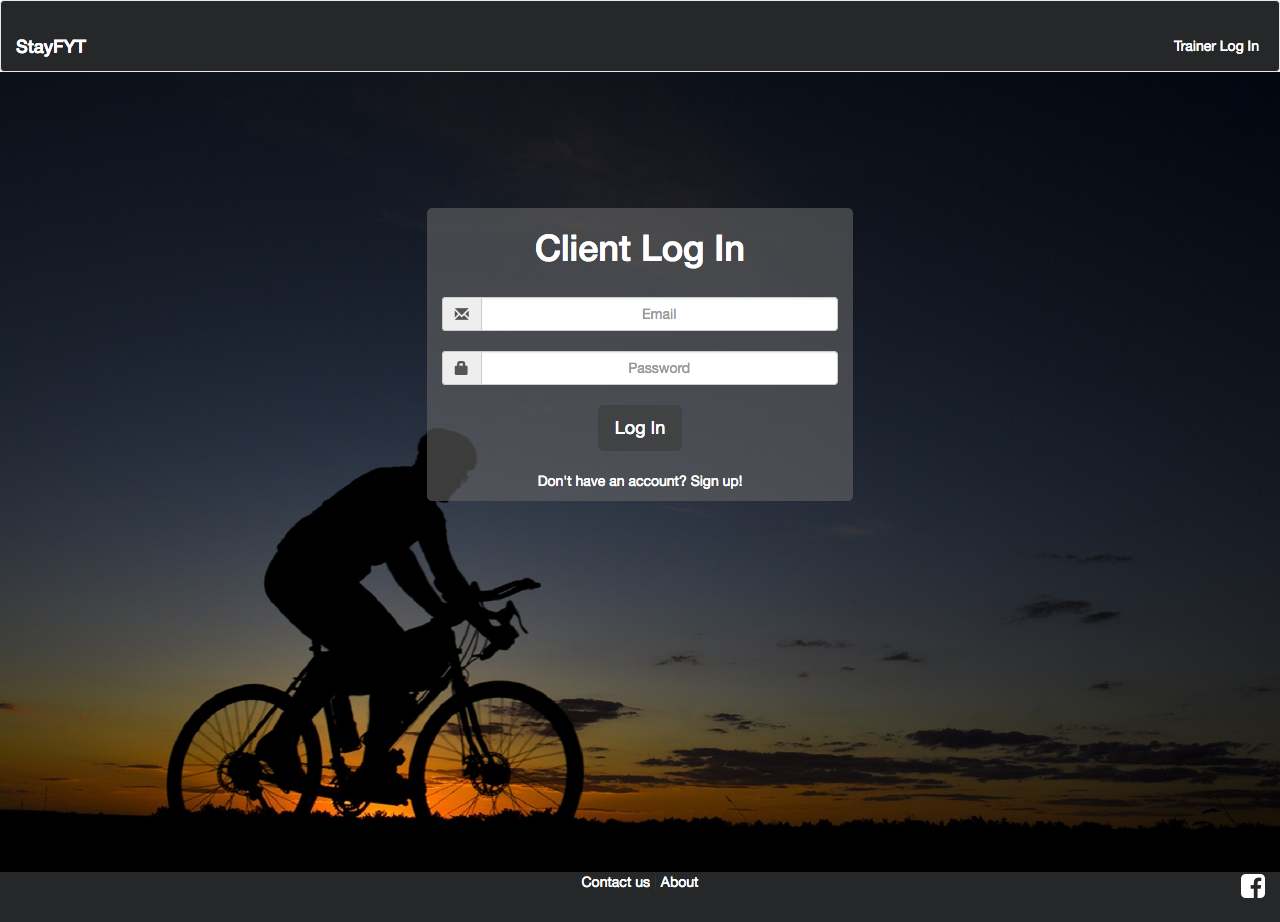 StayFYT
Trainer Log In
Client Log In
Email
Password
Log In
Don't have an account? Sign up!
Contact us | About